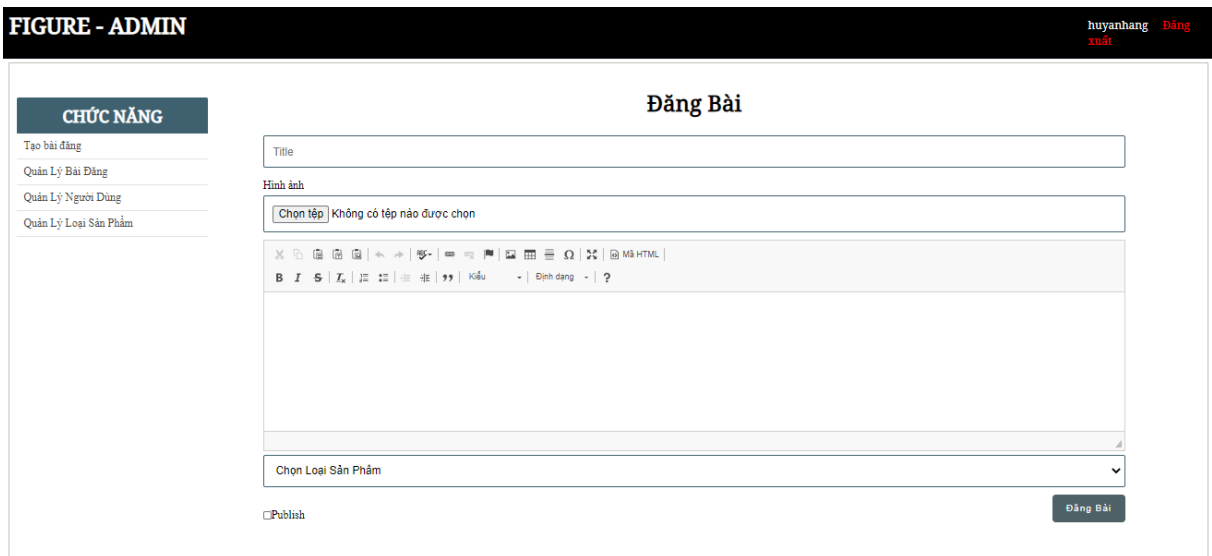 FIGURE - ADMIN
huyanhang Đăng
xuất
CHỨC NĂNG
Tạo bài đăng
Quản Lý Bài Đăng
Quản Lý Người Dùng
Quản Lý Loại Sản Phẩm
Đăng Bài
Title
Hình ảnh
Chọn tệp Không có tệp nào được chọn
Mã HTML
Kiểu Định dạng
Chọn Loại Sản Phẩm
Publish
Đăng Bài